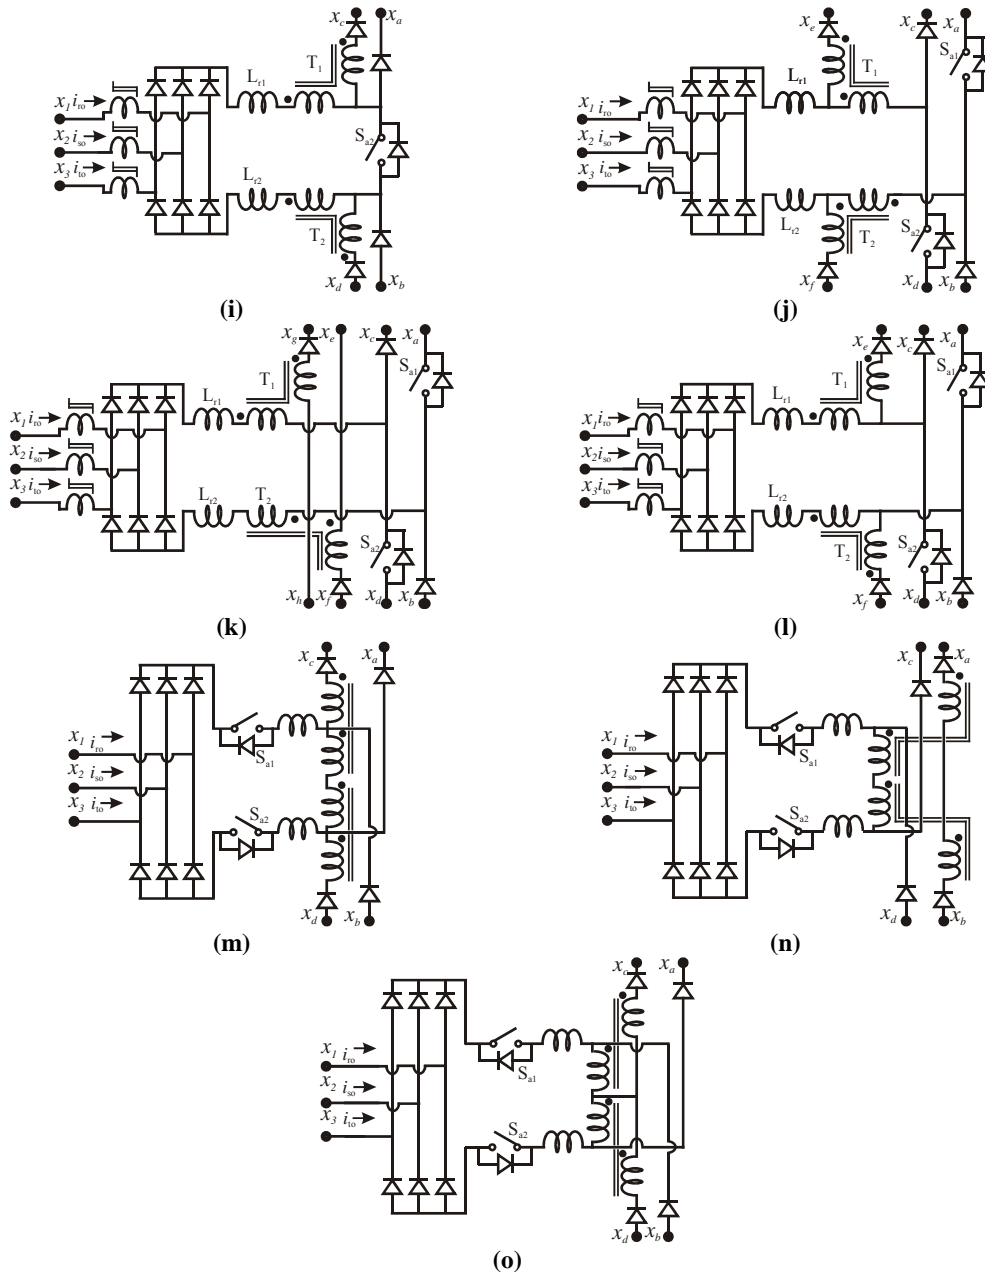 x_c x_a
T_1
L_r1
x_1 i_ro
x_2 i_so
x_3 i_to
S_a2
L_r2
T_2
x_d x_b
(i)
x_e x_c x_a
S_a1
T_1
L_r1
x_1 i_ro
x_2 i_so
x_3 i_to
L_r2
T_2
S_a2
x_f x_d x_b
(j)
x_g x_e x_c x_a
S_a1
T_1
L_r1
x_1 i_ro
x_2 i_so
x_3 i_to
L_r2 T_2
S_a2
x_h x_f x_d x_b
(k)
x_e x_c x_a
S_a1
T_1
L_r1
x_1 i_ro
x_2 i_so
x_3 i_to
L_r2
T_2
S_a2
x_f x_d x_b
(l)
x_c x_a
x_1 i_ro
S_a1
x_2 i_so
x_3 i_to
S_a2
x_d x_b
(m)
x_c x_a
x_1 i_ro
S_a1
x_2 i_so
x_3 i_to
S_a2
x_d x_b
(n)
x_c x_a
x_1 i_ro
S_a1
x_2 i_so
x_3 i_to
S_a2
x_d x_b
(o)